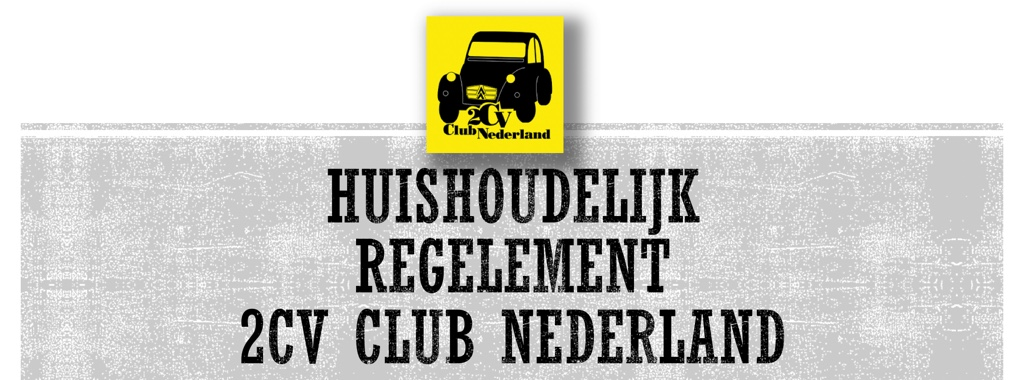 2CV
Club Nederland
HUISHOUDELIJK
REGELEMENT
2CV CLUB NEDERLAND